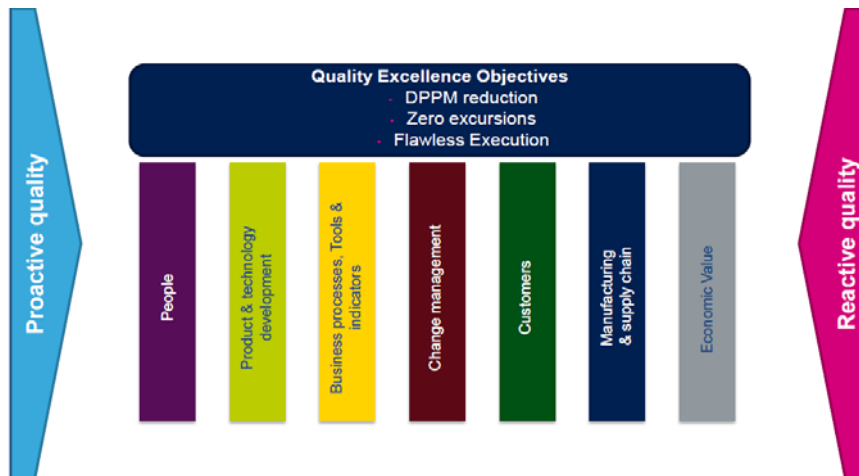 Proactive quality
Quality Excellence Objectives
DPPM reduction
Zero excursions
Flawless Execution
People
Product & technology
development
Business processes, Tools &
indicators
Change management
Customers
Manufacturing
& supply chain
Economic Value
Reactive quality